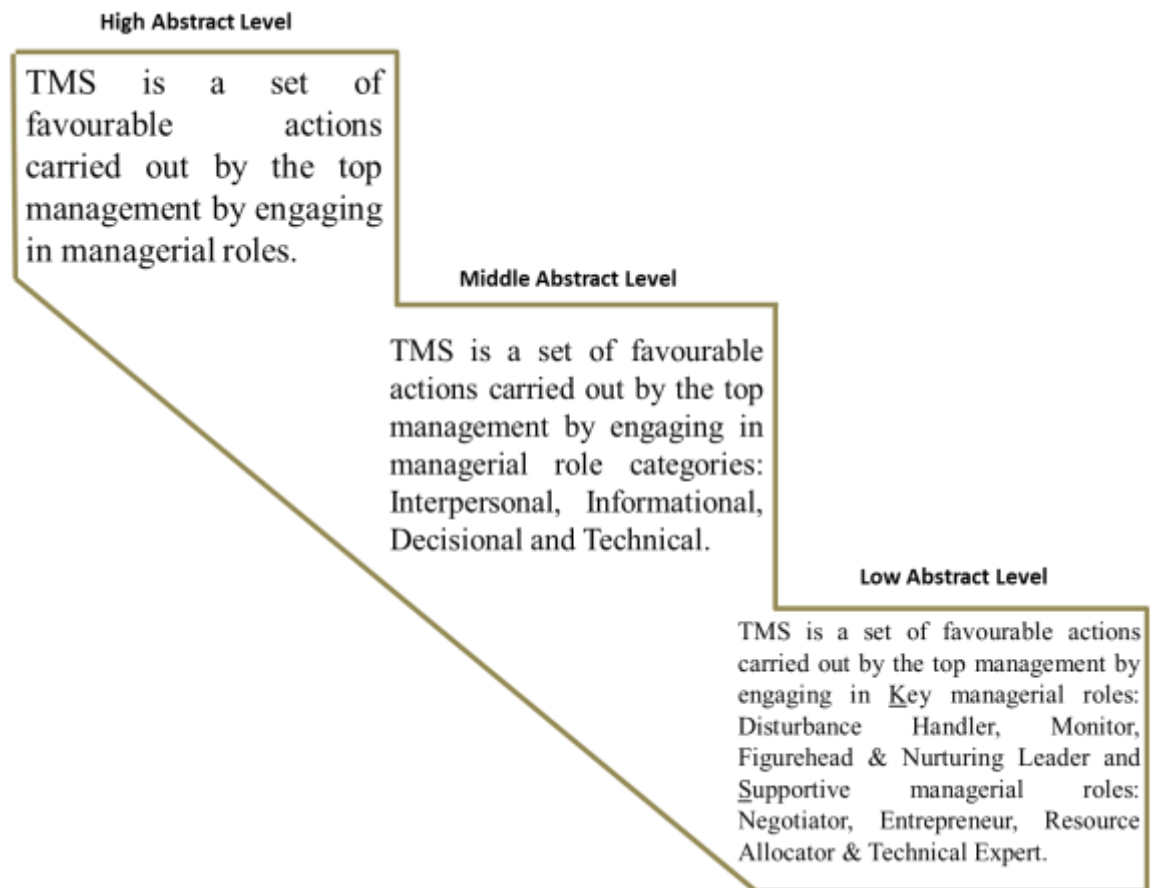 High Abstract Level
TMS is a set of
favourable actions
carried out by the top
management by engaging
in managerial roles.
Middle Abstract Level
TMS is a set of favourable
actions carried out by the top
management by engaging in
managerial role categories:
Interpersonal, Informational,
Decisional and Technical.
Low Abstract Level
TMS is a set of favourable actions
carried out by the top management by
engaging in Key managerial roles:
Disturbance Handler, Monitor,
Figurehead & Nurturing Leader and
Supportive managerial roles:
Negotiator, Entrepreneur, Resource
Allocator & Technical Expert.